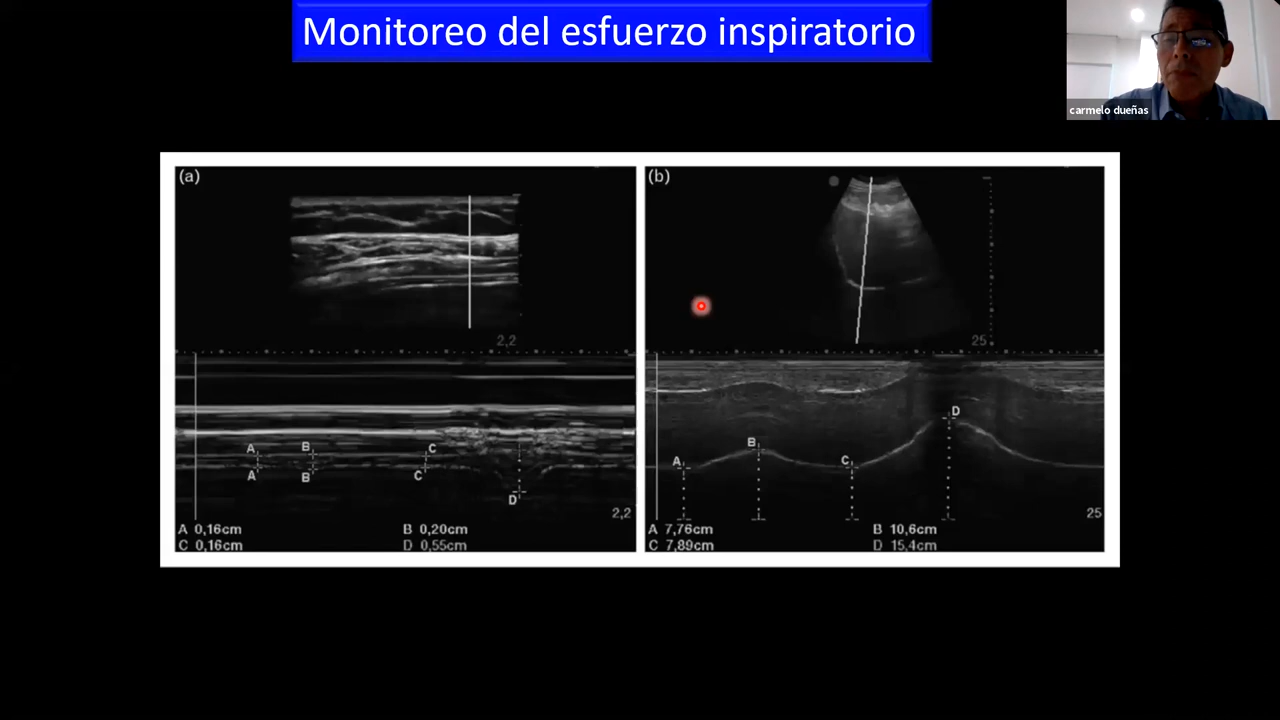 Monitoreo del esfuerzo inspiratorio
carmelo dueñas
(a)
2,2
A
B
C
A
B
C
D
2,2
A 0,16cm B 0,20cm
C 0,16cm D 0,55cm
(b)
25
D
B
A
C
25
A 7,76cm B 10,6cm
C 7,89cm D 15,4cm